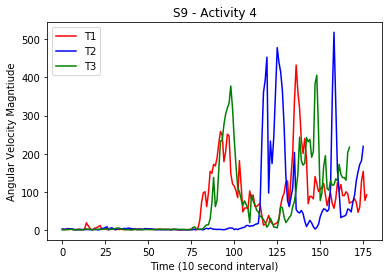 S9 - Activity 4
T1
T2
T3
Angular Velocity Magntiude
500
400
300
200
100
0
0 25 50 75 100 125 150 175
Time (10 second interval)